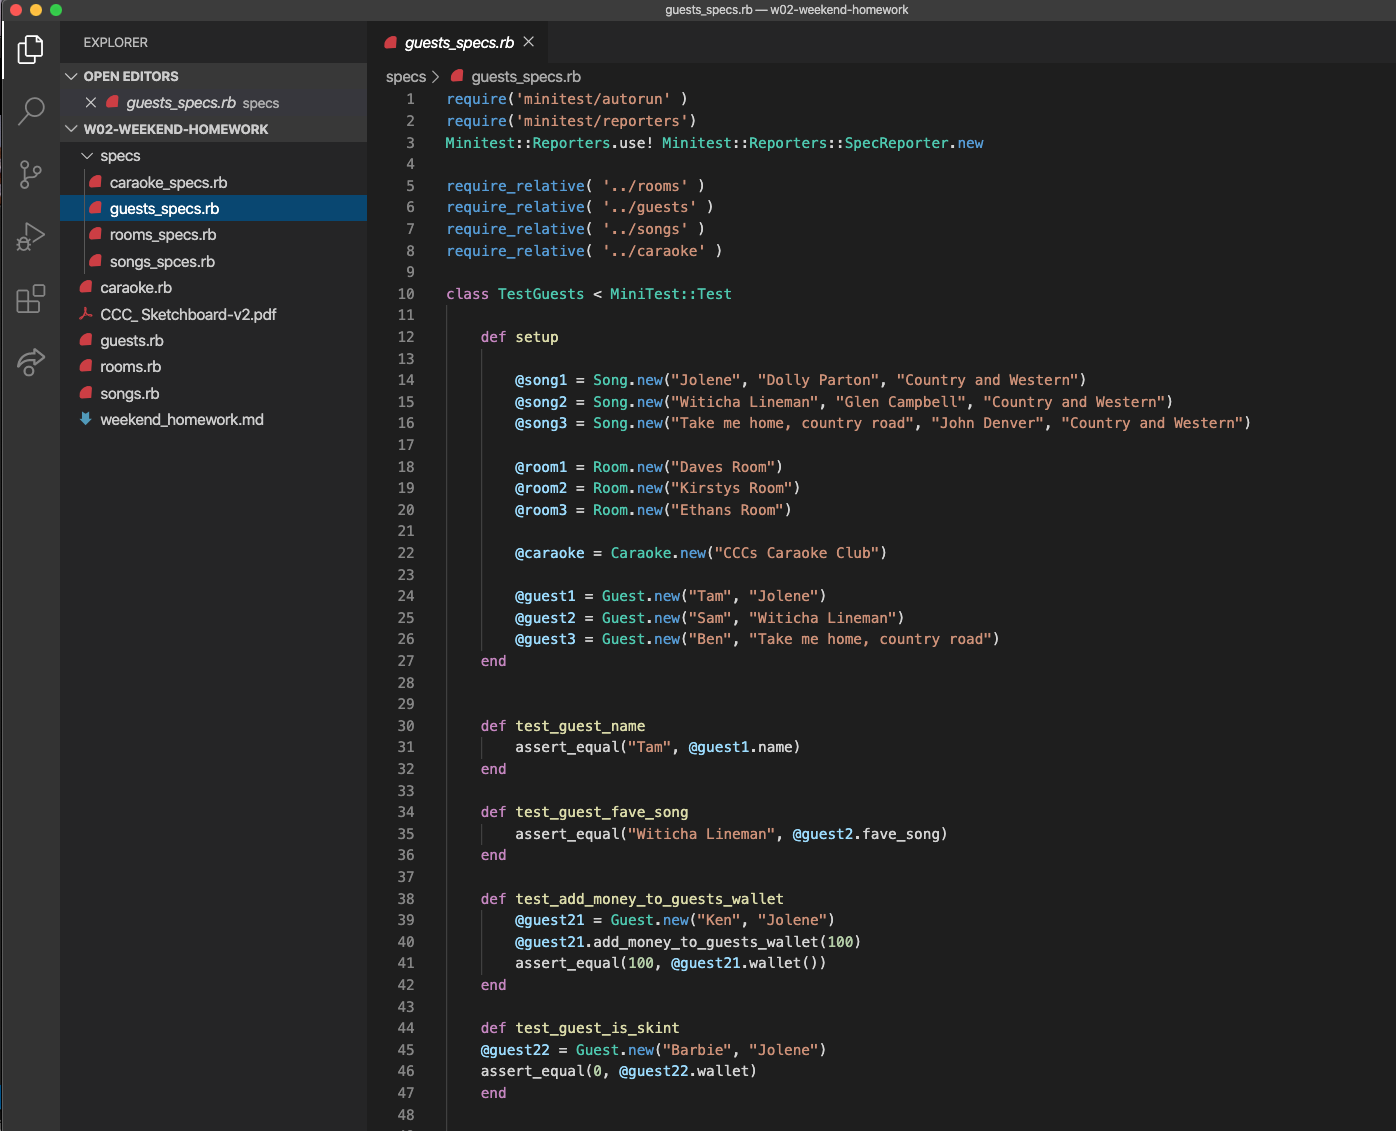 guests_specs.rb — w02-weekend-homework
EXPLORER
OPEN EDITORS
guests_specs.rb specs
W02-WEEKEND-HOMEWORK
specs
caraoke_specs.rb
guests_specs.rb
rooms_specs.rb
songs_spces.rb
caraoke.rb
CCC_ Sketchboard-v2.pdf
guests.rb
rooms.rb
songs.rb
weekend_homework.md
guests_specs.rb
specs > guests_specs.rb
1 require('minitest/autorun' )
2 require('minitest/reporters')
3 Minitest::Reporters.use! Minitest::Reporters::SpecReporter.new
4
5 require_relative( '../rooms' )
6 require_relative( '../guests' )
7 require_relative( '../songs' )
8 require_relative( '../caraoke' )
9
10 class TestGuests < MiniTest::Test
11
12 def setup
13
14 @song1 = Song.new("Jolene", "Dolly Parton", "Country and Western")
15 @song2 = Song.new("Witicha Lineman", "Glen Campbell", "Country and Western")
16 @song3 = Song.new("Take me home, country road", "John Denver", "Country and Western")
17
18 @room1 = Room.new("Daves Room")
19 @room2 = Room.new("Kirstys Room")
20 @room3 = Room.new("Ethans Room")
21
22 @caraoke = Caraoke.new("CCCs Caraoke Club")
23
24 @guest1 = Guest.new("Tam", "Jolene")
25 @guest2 = Guest.new("Sam", "Witicha Lineman")
26 @guest3 = Guest.new("Ben", "Take me home, country road")
27 end
28
29
30 def test_guest_name
31 assert_equal("Tam", @guest1.name)
32 end
33
34 def test_guest_fave_song
35 assert_equal("Witicha Lineman", @guest2.fave_song)
36 end
37
38 def test_add_money_to_guests_wallet
39 @guest21 = Guest.new("Ken", "Jolene")
40 @guest21.add_money_to_guests_wallet(100)
41 assert_equal(100, @guest21.wallet())
42 end
43
44 def test_guest_is_skint
45 @guest22 = Guest.new("Barbie", "Jolene")
46 assert_equal(0, @guest22.wallet)
47 end
48